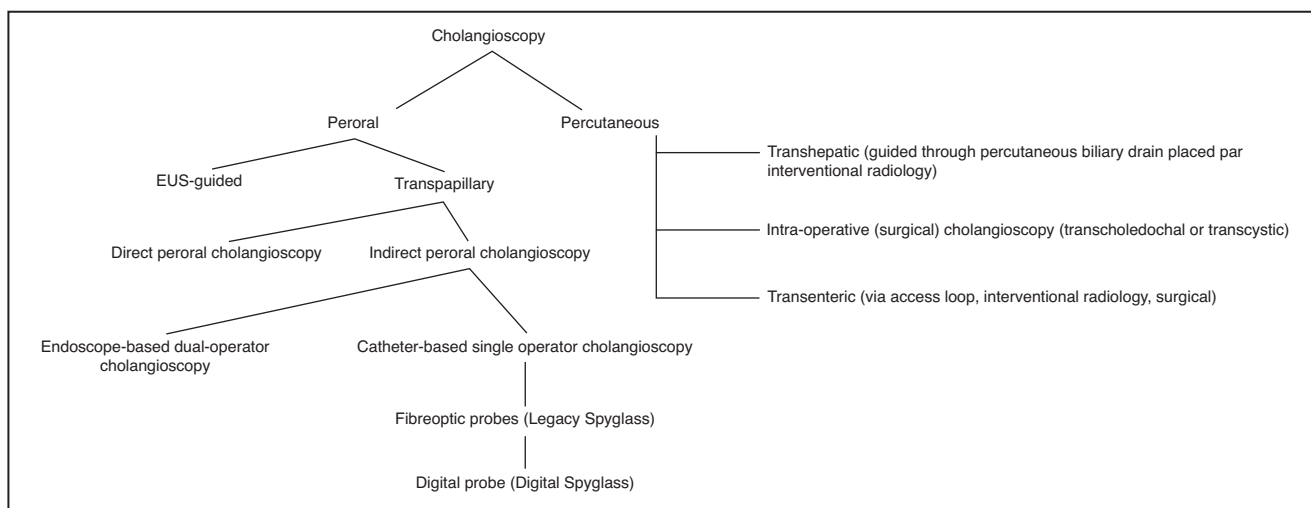 Cholangioscopy
Peroral
Percutaneous
EUS-guided
Transpapillary
Transhepatic (guided through percutaneous biliary drain placed par
interventional radiology)
Direct peroral cholangioscopy
Indirect peroral cholangioscopy
Intra-operative (surgical) cholangioscopy (transcholedochal or transcystic)
Transenteric (via access loop, interventional radiology, surgical)
Endoscope-based dual-operator
cholangioscopy
Catheter-based single operator cholangioscopy
Fibreoptic probes (Legacy Spyglass)
Digital probe (Digital Spyglass)